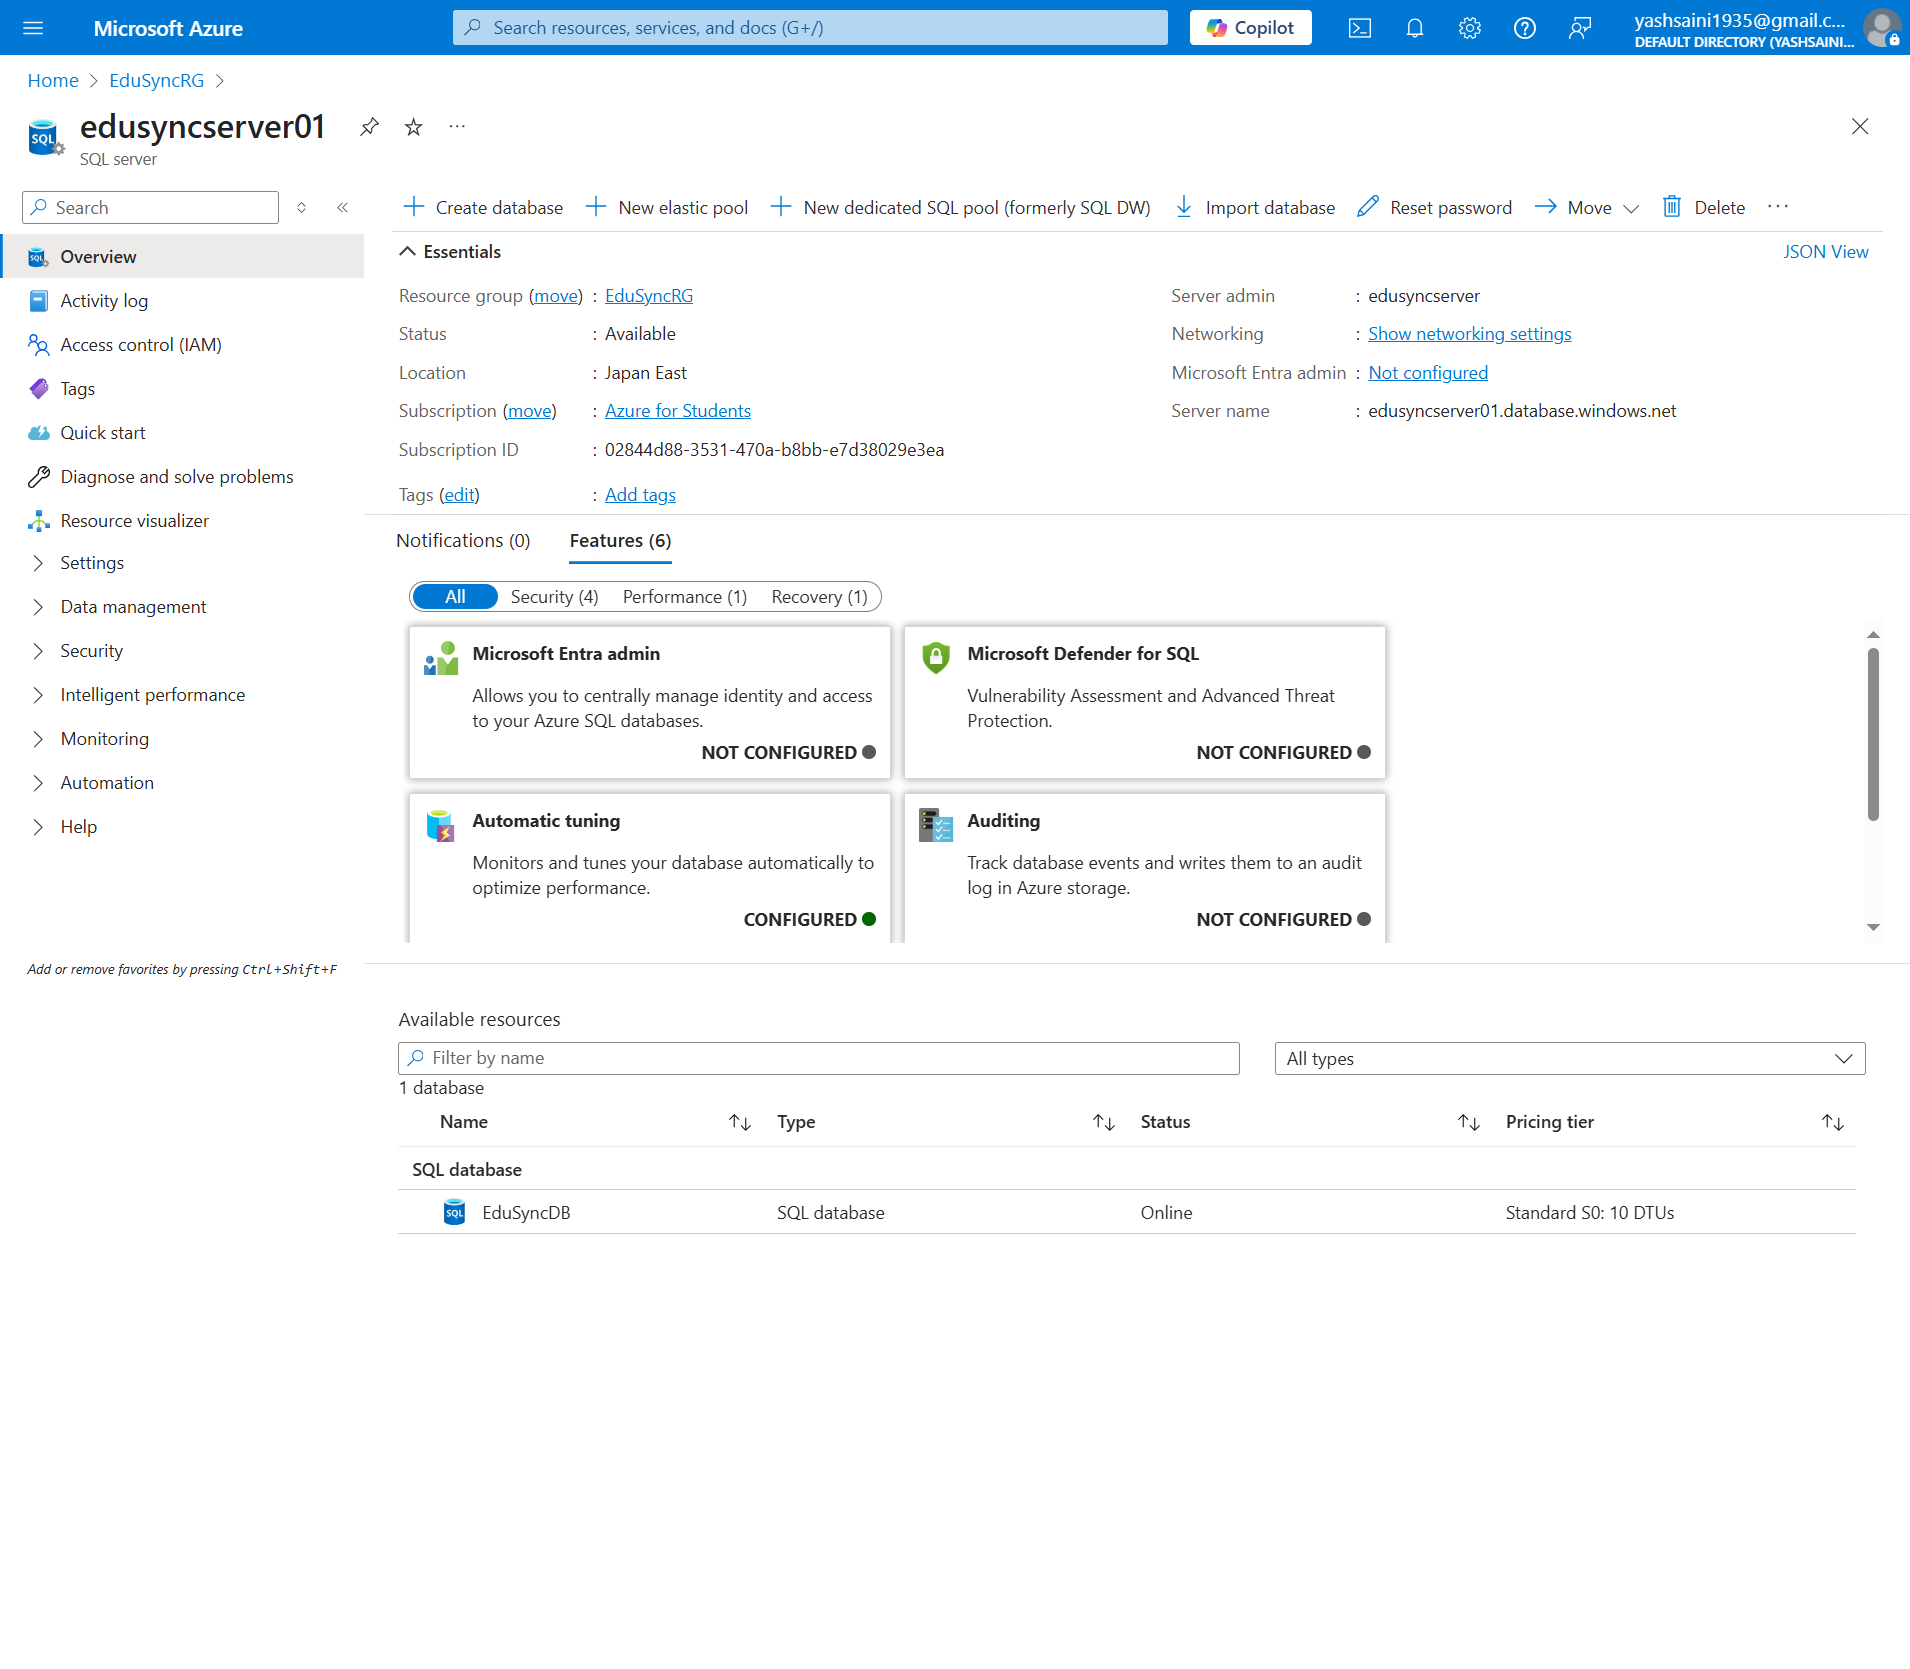 Microsoft Azure
Search resources, services, and docs (G+/)
Copilot
yashsaini1935@gmail.c...
DEFAULT DIRECTORY (YASHSAINI...
Home > EduSyncRG >
edusyncserver01
SQL server
Search
Overview
Activity log
Access control (IAM)
Tags
Quick start
Diagnose and solve problems
Resource visualizer
Settings
Data management
Security
Intelligent performance
Monitoring
Automation
Help
Add or remove favorites by pressing Ctrl+Shift+F
Create database
New elastic pool
New dedicated SQL pool (formerly SQL DW)
Import database
Reset password
Move
Delete
Essentials
JSON View
Resource group (move) : EduSyncRG
Status : Available
Location : Japan East
Subscription (move) : Azure for Students
Subscription ID : 02844d88-3531-470a-b8bb-e7d38029e3ea
Tags (edit) : Add tags
Server admin : edusyncserver
Networking : Show networking settings
Microsoft Entra admin : Not configured
Server name : edusyncserver01.database.windows.net
Notifications (0)
Features (6)
All
Security (4)
Performance (1)
Recovery (1)
Microsoft Entra admin
Allows you to centrally manage identity and access
to your Azure SQL databases.
NOT CONFIGURED
Microsoft Defender for SQL
Vulnerability Assessment and Advanced Threat
Protection.
NOT CONFIGURED
Automatic tuning
Monitors and tunes your database automatically to
optimize performance.
CONFIGURED
Auditing
Track database events and writes them to an audit
log in Azure storage.
NOT CONFIGURED
Available resources
Filter by name
All types
1 database
Name Type Status Pricing tier
SQL database
SQL EduSyncDB SQL database Online Standard S0: 10 DTUs